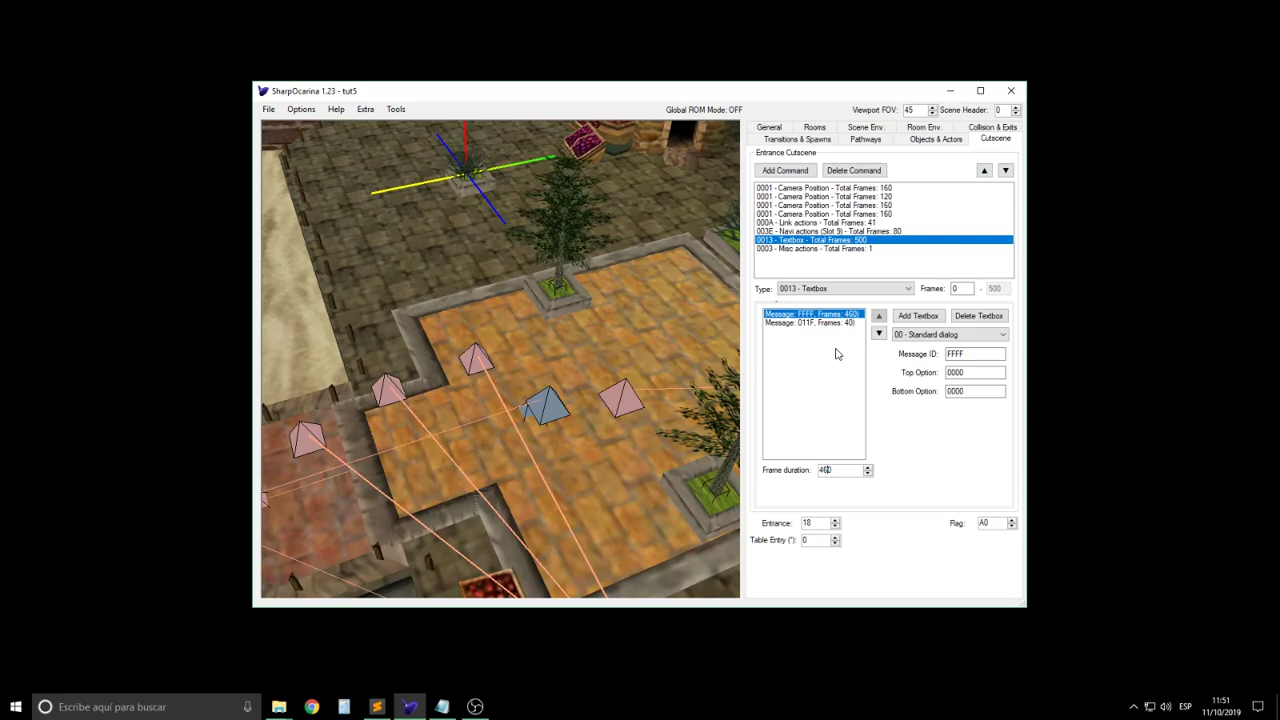 SharpOcarina 1.23 - tut5
File Options Help Extra Tools Global ROM Mode: OFF Viewport FOV: 45 Scene Header: 0
General Rooms Scene Env. Room Env. Collision & Exits
Transitions & Spawns Pathways Objects & Actors Cutscene
Entrance Cutscene
Add Command Delete Command
0001 - Camera Position - Total Frames: 160
0001 - Camera Position - Total Frames: 120
0001 - Camera Position - Total Frames: 160
0001 - Camera Position - Total Frames: 160
000A - Link actions - Total Frames: 41
003E - Navi actions (Slot 9) - Total Frames: 80
0013 - Textbox - Total Frames: 500
0003 - Misc actions - Total Frames: 1
Type: 0013 - Textbox Frames: 0 - 500
Message: FFFF, Frames: 460) Add Textbox Delete Textbox
Message: 011F, Frames: 40)
00 - Standard dialog
Message ID: FFFF
Top Option: 0000
Bottom Option: 0000
Frame duration: 460
Entrance: 18 Flag: A0
Table Entry (*): 0
Escribe aquí para buscar
ESP
11:51
11/10/2019